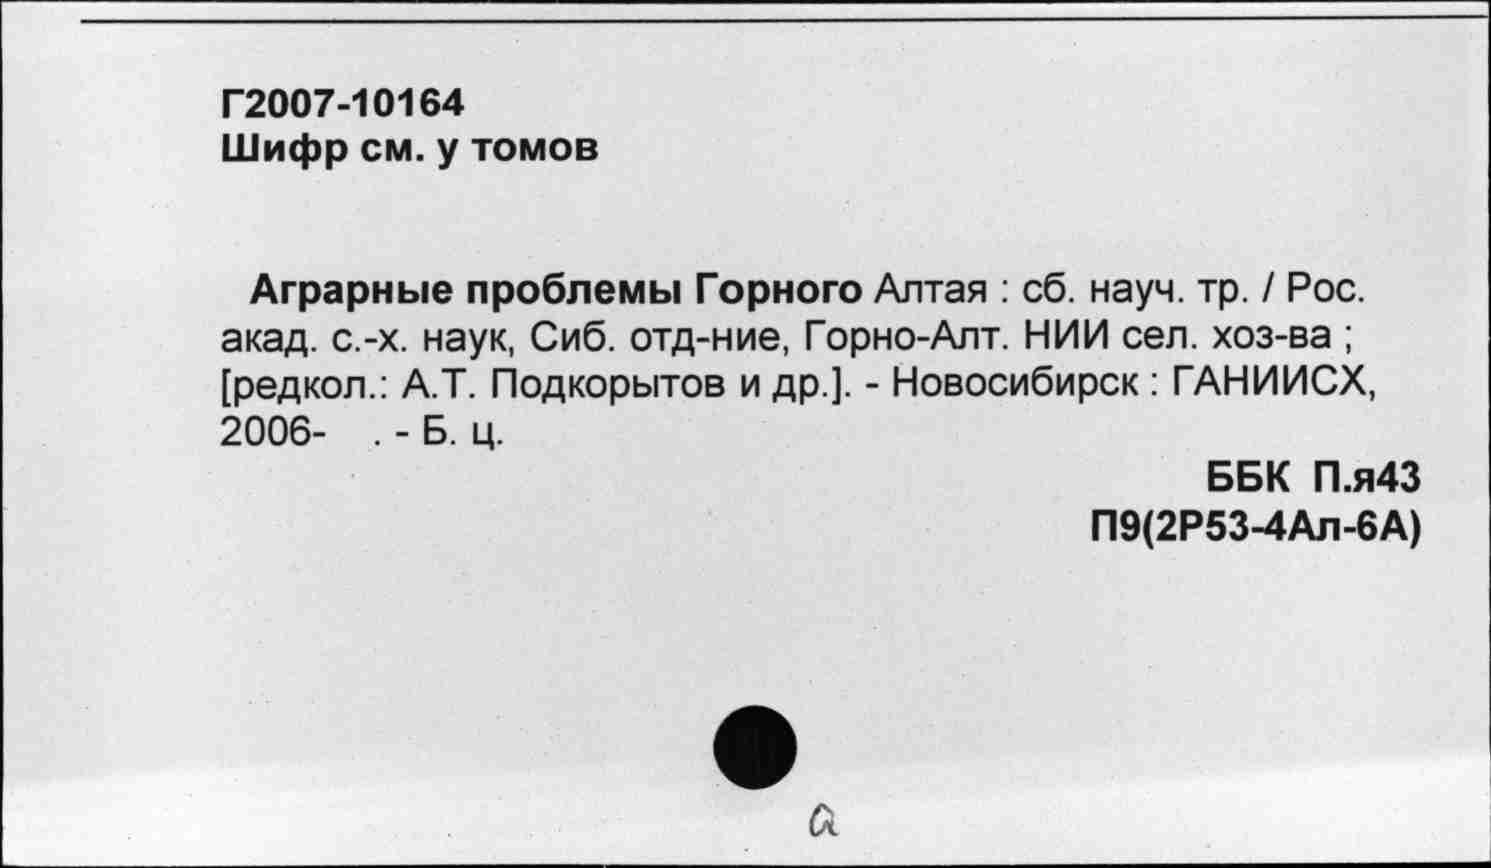 Г2007-10164
Шифр см. у томов
Аграрные проблемы Горного Алтая : сб. науч. тр. / Рос.
акад. с.-х. наук, Сиб. отд-ние, Горно-Алт. НИИ сел. хоз-ва ;
[редкол.: А.Т. Подкорытов и др.]. - Новосибирск : ГАНИИСХ,
2006-    . - Б. ц.
ББК П.я43
П9(2Р53-4Ал-6А)